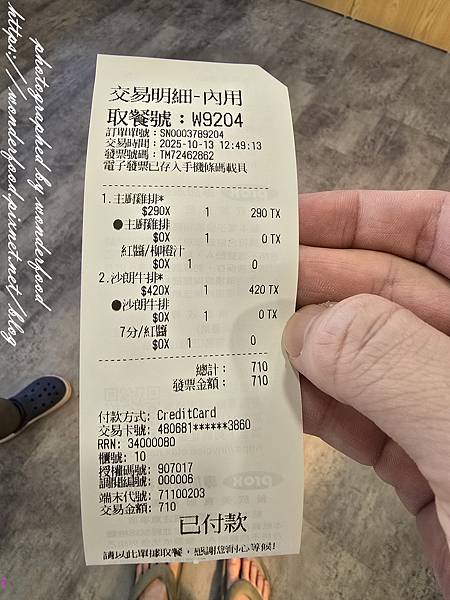 交易明細-內用
取餐號：W9204
訂單單號：SN0003789204
交易時間：2025-10-13 12:49:13
發票號碼：TM72462862
電子發票已存入手機條碼載具
1.主廚雞排*
$290X 1 290 TX
●主廚雞排
$0X 1 0 TX
紅醬/柳橙汁
$0X 1 0
2.沙朗牛排*
$420X 1 420 TX
●沙朗牛排
$0X 1 0 TX
7分/紅醬
$0X 1 0
總計： 710
發票金額： 710
付款方式: CreditCard
交易卡號: 480681******3860
RRN: 34000080
櫃號: 10
授權碼號: 907017
調閱編號: 000006
端末代號: 71100203
交易金額: 710
已付款
請以此單據取餐，感謝您耐心等候!
photographed by wonderfood
https://wonderfood.pixnet.net/blog